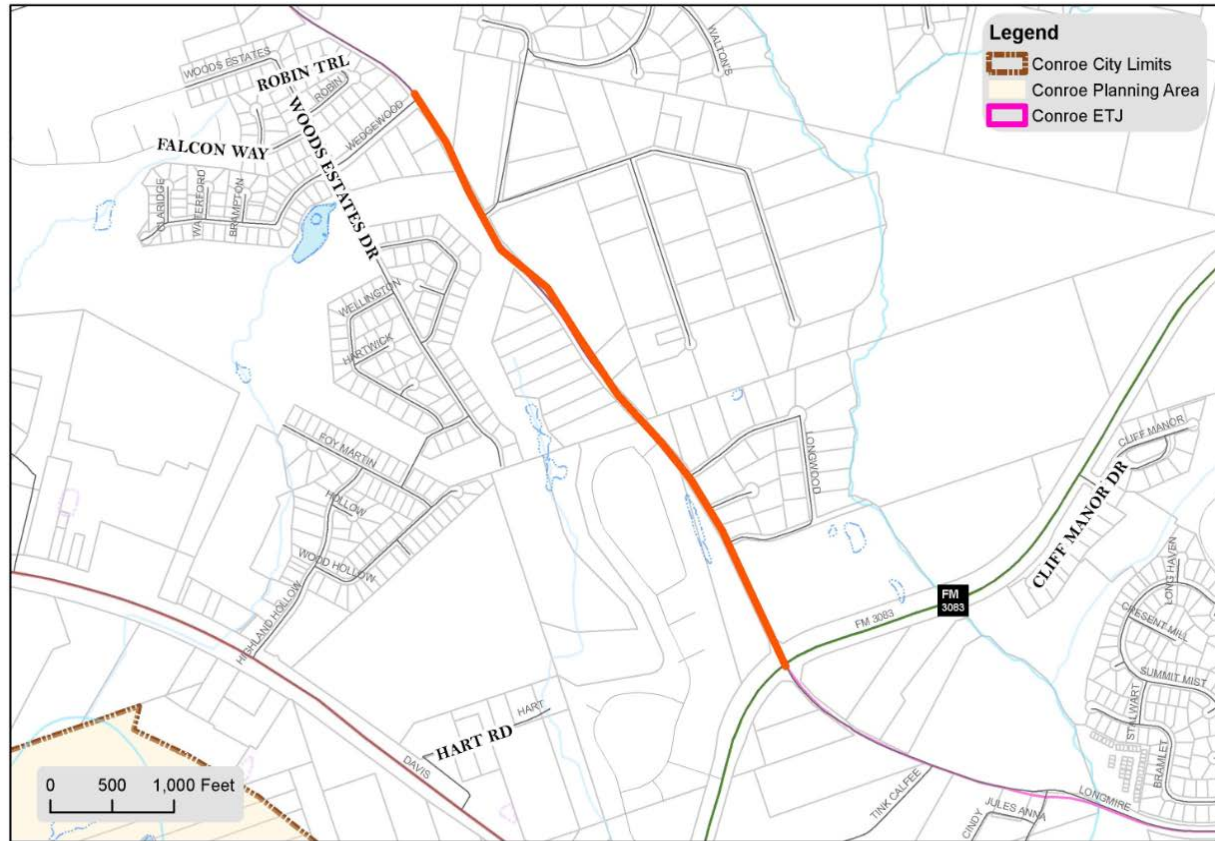 Legend
Conroe City Limits
Conroe Planning Area
Conroe ETJ
WOODS ESTATES
ROBIN TRL
ROBIN
WALTON'S
WEDGEWOOD
FALCON WAY
WOODS ESTATES DR
CLARIDGE
WATERFORD
BRAMPTON
WELLINGTON
HARTWICK
FOY MARTIN
HOLLOW
WOOD HOLLOW
HIGHLAND HOLLOW
LONGWOOD
CLIFF MANOR
CLIFF MANOR DR
FM
3083
FM 3083
LONG HAVEN
CRESENT MILL
SUMMIT MIST
STALWART
BRAMLET
HART
HART RD
DAVIS
TINK CALFEE
CINDY
JULES ANNA
LONGMIRE
0 500 1,000 Feet